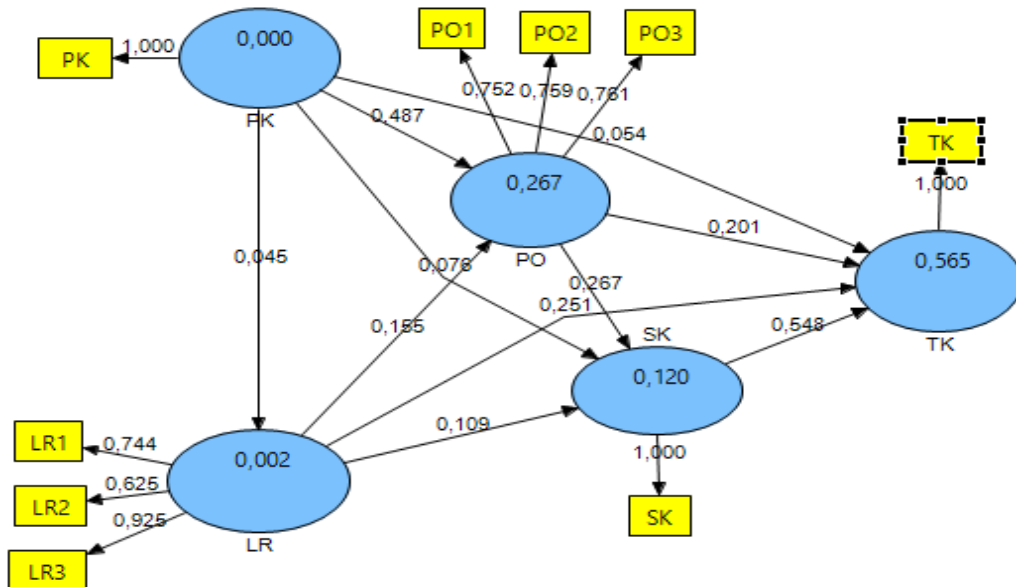 PK
1,000
0,000
PK
PO1
PO2
PO3
0,752
0,759
0,761
0,487
0,054
TK
1,000
0,267
PO
0,201
0,045
0,076
0,267
0,251
0,565
TK
0,155
SK
0,548
0,120
0,109
1,000
SK
LR1
0,744
LR2
0,625
LR3
0,925
0,002
LR